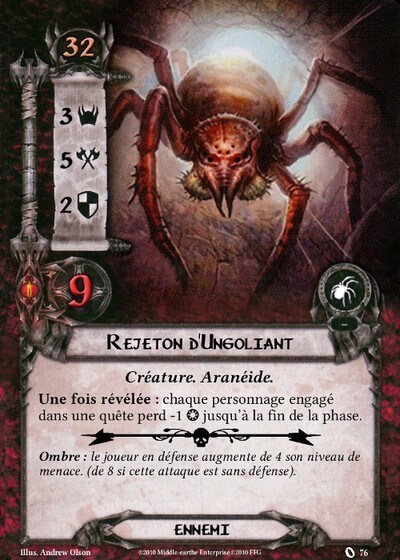 32
3
5
2
9
Rejeton d'Ungoliant
Créature. Aranéide.
Une fois révélée : chaque personnage engagé
dans une quête perd -1 jusqu'à la fin de la phase.
Ombre : le joueur en défense augmente de 4 son niveau de
menace. (de 8 si cette attaque est sans défense).
ENNEMI
Illus. Andrew Olson ©2010 Middle-earthe Enterprise ©2010 FFG 76